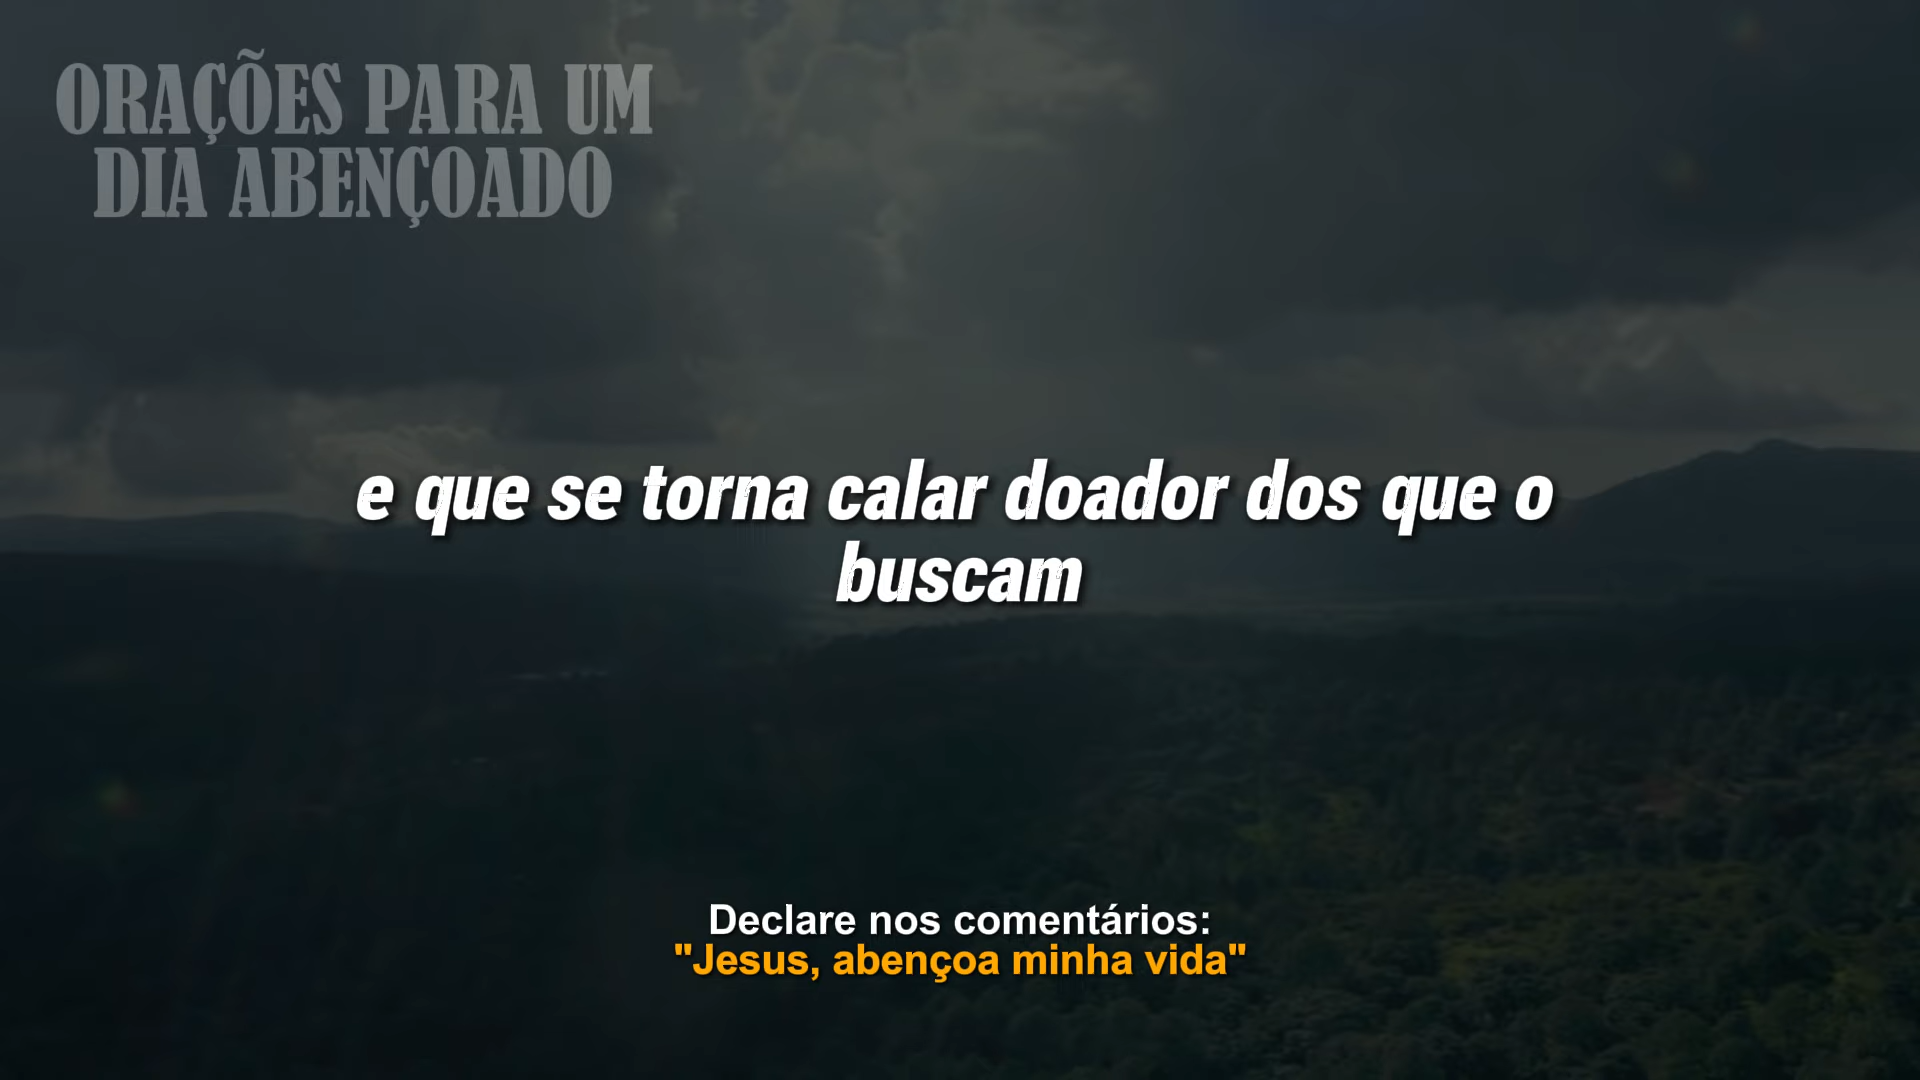 ORAÇÕES PARA UM
DIA ABENÇOADO
e que se torna calar doador dos que o
buscam
Declare nos comentários:
"Jesus, abençoa minha vida"